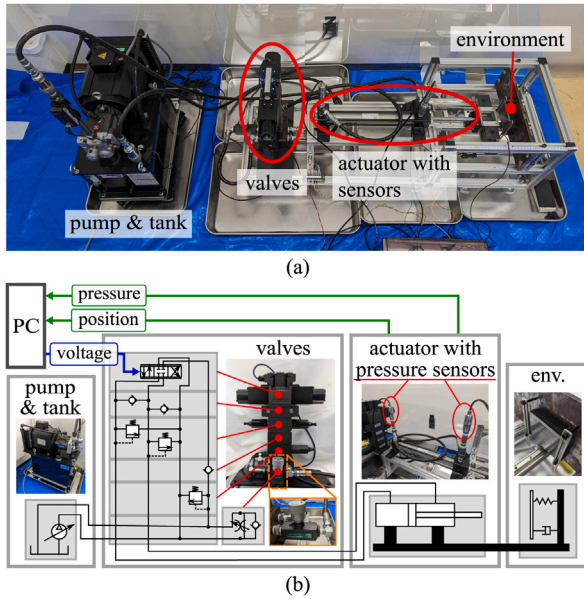 environment
valves
actuator with
sensors
pump & tank
(a)
pressure
PC
position
voltage
valves
actuator with
pressure sensors
env.
pump
& tank
(b)